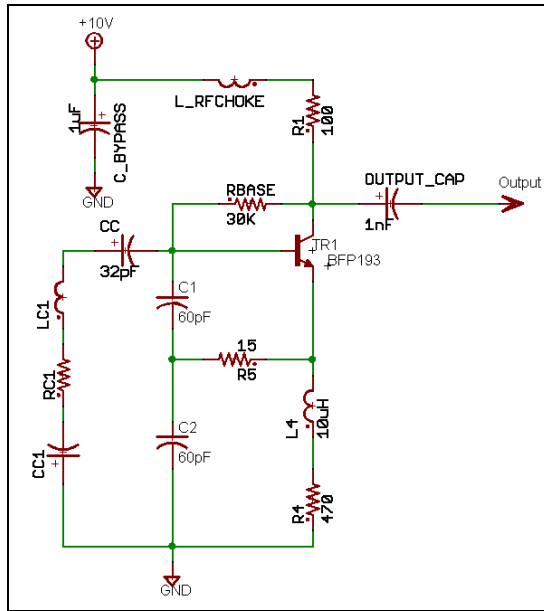 +10V
L_RFCHOKE
R1
100
1uF
C_BYPASS
GND
RBASE
30K
OUTPUT_CAP
1nF
Output
CC
32pF
TR1
BFP193
LC1
C1
60pF
RC1
15
R5
L4
10uH
CC1
C2
60pF
R4
470
GND